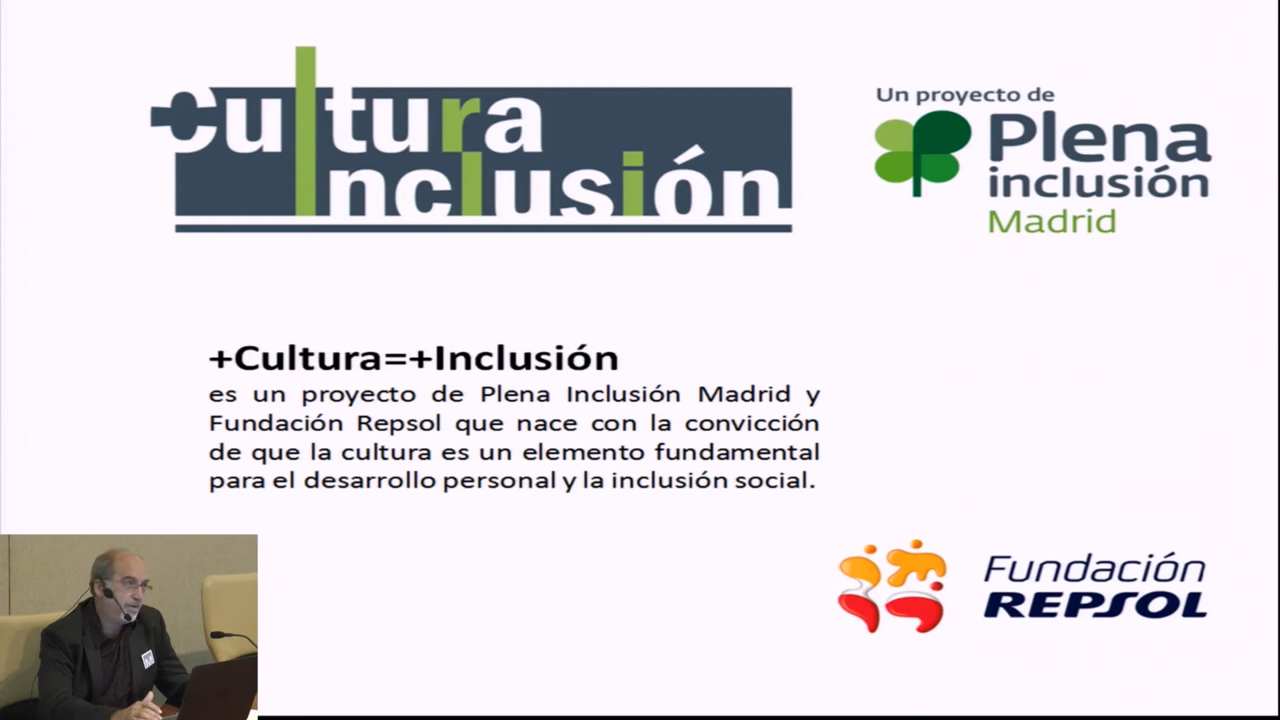 +Cultura
Inclusión
Un proyecto de
Plena
inclusión
Madrid
+Cultura=+Inclusión
es un proyecto de Plena Inclusión Madrid y
Fundación Repsol que nace con la convicción
de que la cultura es un elemento fundamental
para el desarrollo personal y la inclusión social.
Fundación
REPSOL